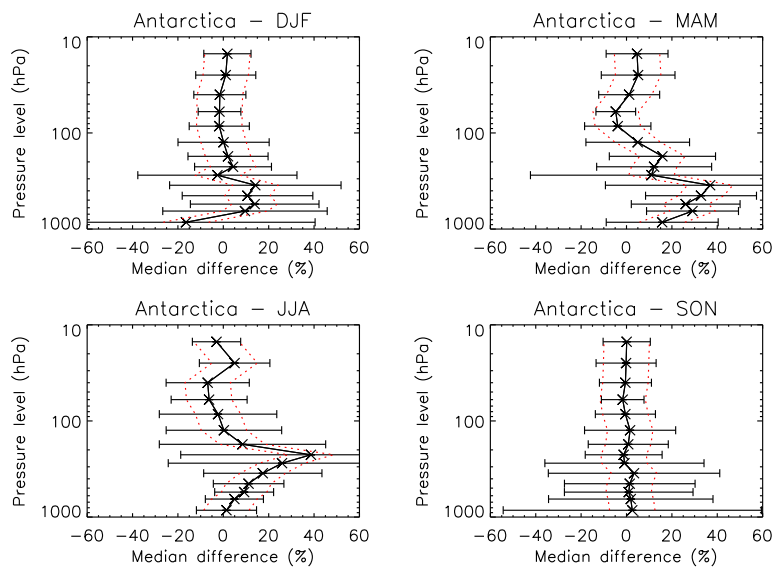 Antarctica – DJF
Pressure level (hPa)
10
100
1000
−60 −40 −20 0 20 40 60
Median difference (%)
Antarctica – MAM
Pressure level (hPa)
10
100
1000
−60 −40 −20 0 20 40 60
Median difference (%)
Antarctica – JJA
Pressure level (hPa)
10
100
1000
−60 −40 −20 0 20 40 60
Median difference (%)
Antarctica – SON
Pressure level (hPa)
10
100
1000
−60 −40 −20 0 20 40 60
Median difference (%)